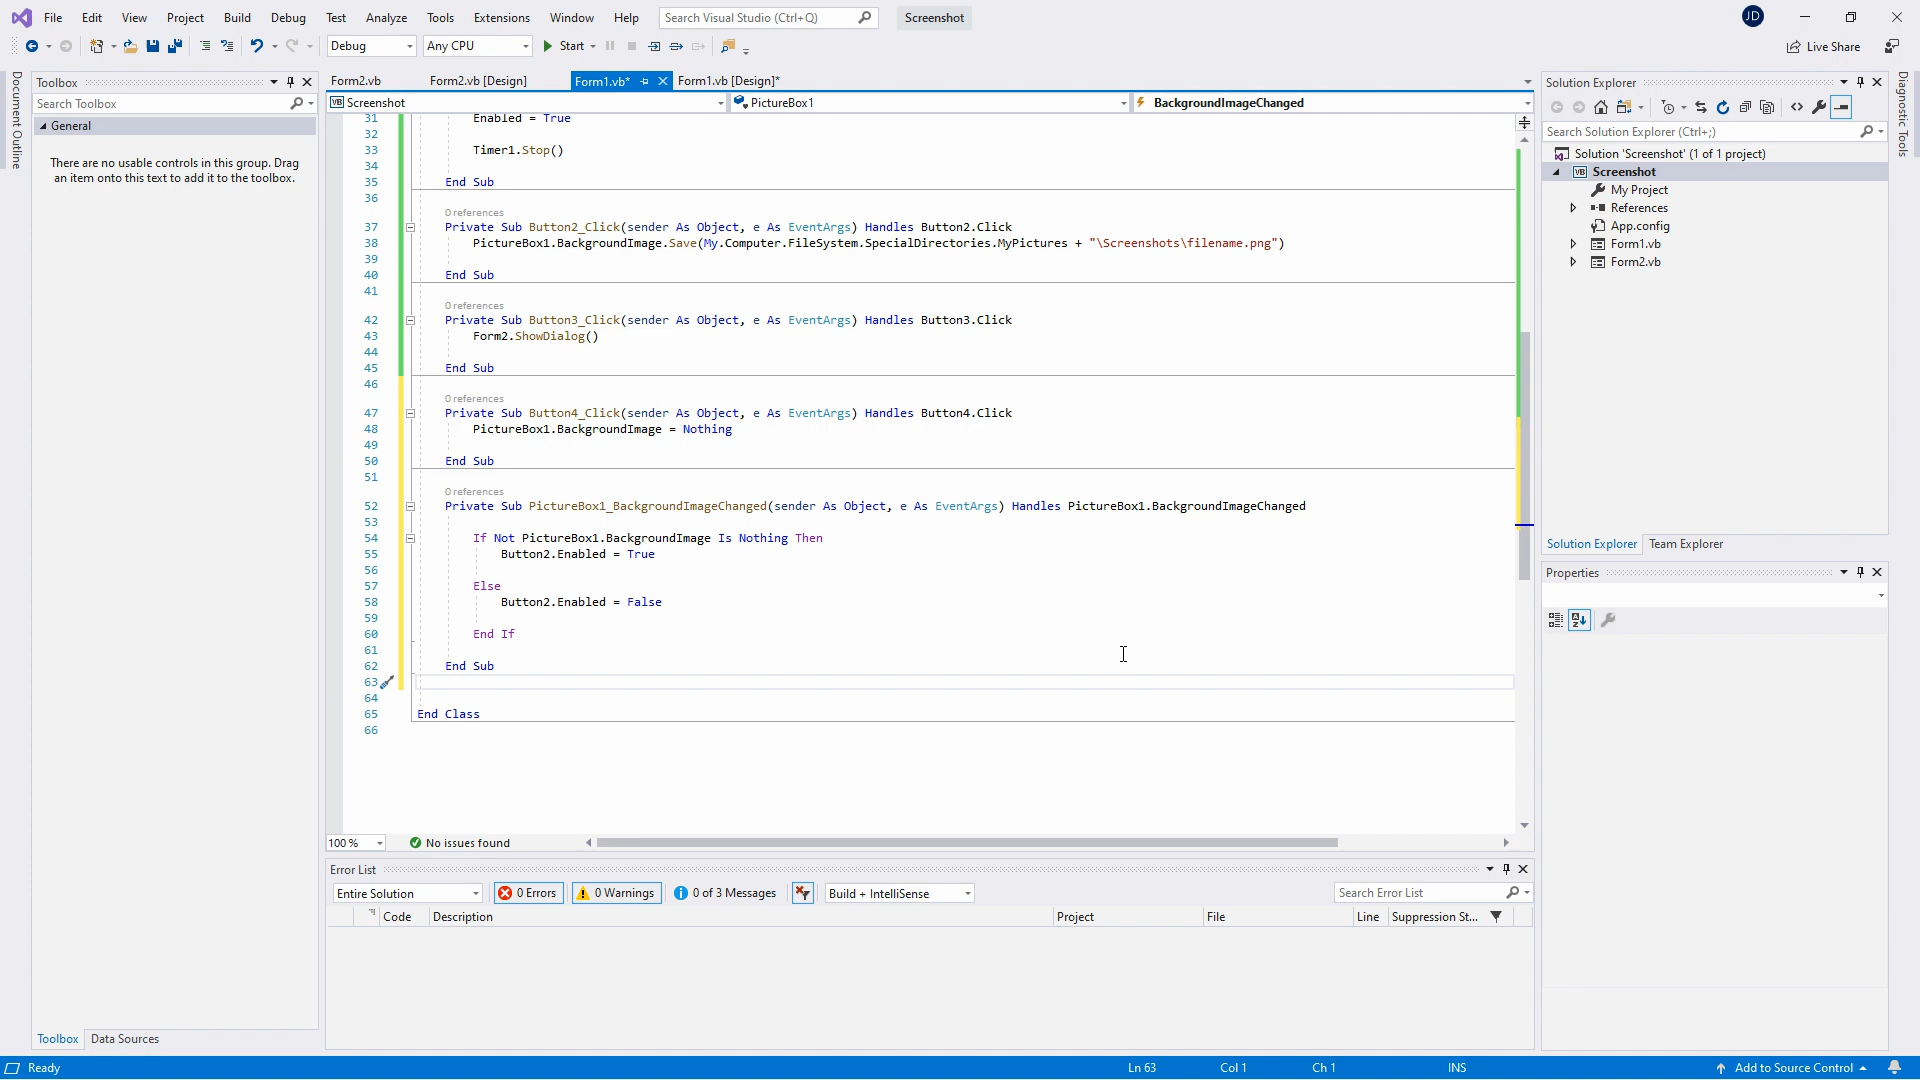 File Edit View Project Build Debug Test Analyze Tools Extensions Window Help Search Visual Studio (Ctrl+Q) Screenshot JD
Debug Any CPU Start Live Share
Document Outline
Toolbox
Search Toolbox
General
There are no usable controls in this group. Drag
an item onto this text to add it to the toolbox.
Toolbox Data Sources
Form2.vb Form2.vb [Design] Form1.vb* Form1.vb [Design]*
VB Screenshot PictureBox1 BackgroundImageChanged
31 Enabled = True
32
33 Timer1.Stop()
34
35 End Sub
36
0 references
37 Private Sub Button2_Click(sender As Object, e As EventArgs) Handles Button2.Click
38 PictureBox1.BackgroundImage.Save(My.Computer.FileSystem.SpecialDirectories.MyPictures + "\Screenshots\filename.png")
39
40 End Sub
41
0 references
42 Private Sub Button3_Click(sender As Object, e As EventArgs) Handles Button3.Click
43 Form2.ShowDialog()
44
45 End Sub
46
0 references
47 Private Sub Button4_Click(sender As Object, e As EventArgs) Handles Button4.Click
48 PictureBox1.BackgroundImage = Nothing
49
50 End Sub
51
0 references
52 Private Sub PictureBox1_BackgroundImageChanged(sender As Object, e As EventArgs) Handles PictureBox1.BackgroundImageChanged
53
54 If Not PictureBox1.BackgroundImage Is Nothing Then
55 Button2.Enabled = True
56
57 Else
58 Button2.Enabled = False
59
60 End If
61
62 End Sub
63
64
65 End Class
66
100 % No issues found
Error List
Entire Solution 0 Errors 0 Warnings 0 of 3 Messages Build + IntelliSense Search Error List
Code Description Project File Line Suppression St...
Solution Explorer
Search Solution Explorer (Ctrl+;)
Solution 'Screenshot' (1 of 1 project)
VB Screenshot
My Project
References
App.config
Form1.vb
Form2.vb
Solution Explorer Team Explorer
Properties
Diagnostic Tools
Ready Ln 63 Col 1 Ch 1 INS Add to Source Control